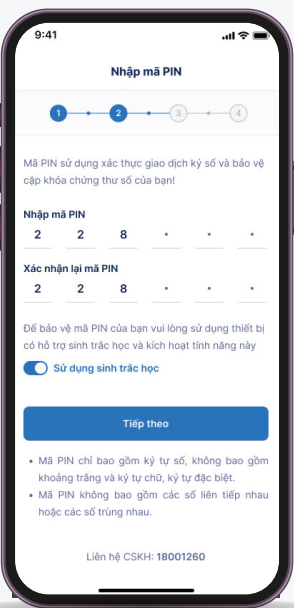 9:41
Nhập mã PIN
1 2 3 4
Mã PIN sử dụng xác thực giao dịch ký số và bảo vệ
cặp khóa chứng thư số của bạn!
Nhập mã PIN
2 2 8 • • •
Xác nhận lại mã PIN
2 2 8 • • •
Để bảo vệ mã PIN của bạn vui lòng sử dụng thiết bị
có hỗ trợ sinh trắc học và kích hoạt tính năng này
Sử dụng sinh trắc học
Tiếp theo
• Mã PIN chỉ bao gồm ký tự số, không bao gồm
khoảng trắng và ký tự chữ, ký tự đặc biệt.
• Mã PIN không bao gồm các số liên tiếp nhau
hoặc các số trùng nhau.
Liên hệ CSKH: 18001260